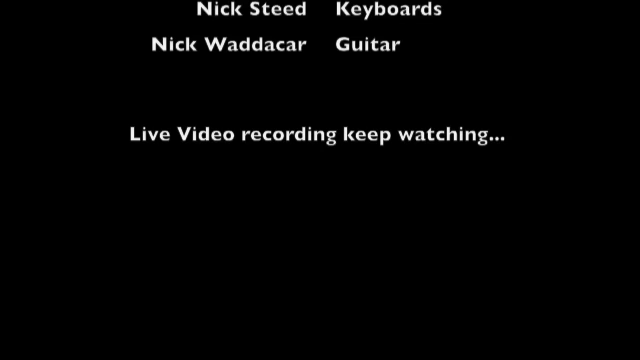 Nick Steed Keyboards
Nick Waddacar Guitar
Live Video recording keep watching...